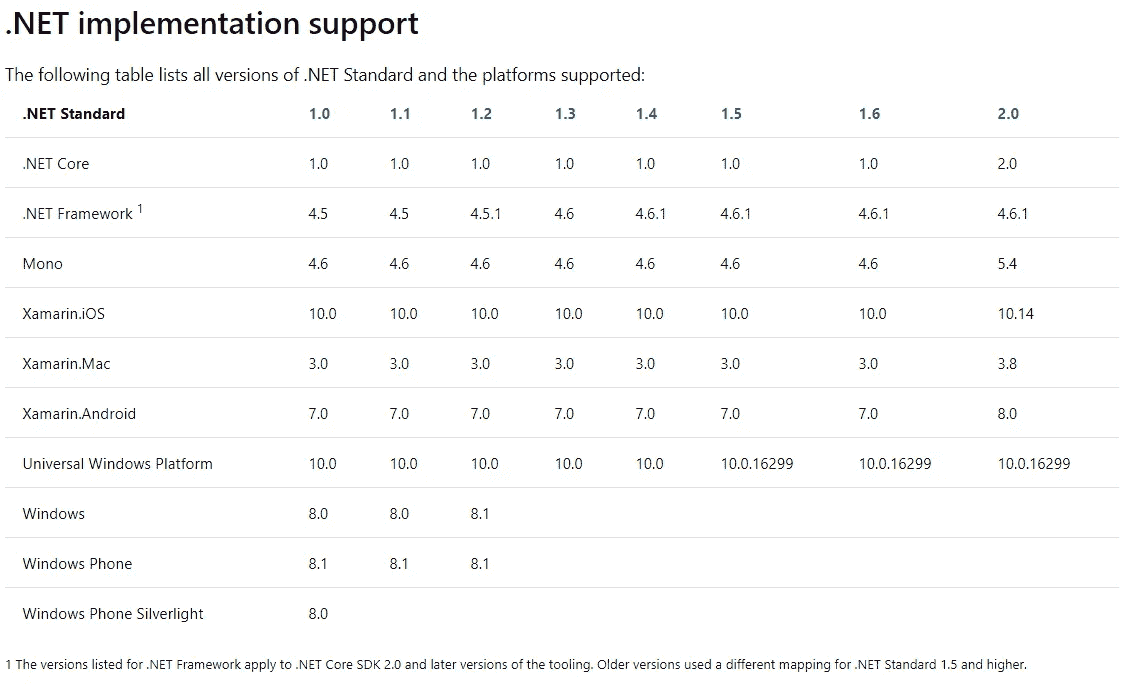 .NET implementation support
The following table lists all versions of .NET Standard and the platforms supported:
.NET Standard 1.0 1.1 1.2 1.3 1.4 1.5 1.6 2.0
.NET Core 1.0 1.0 1.0 1.0 1.0 1.0 1.0 2.0
.NET Framework 1 4.5 4.5 4.5.1 4.6 4.6.1 4.6.1 4.6.1 4.6.1
Mono 4.6 4.6 4.6 4.6 4.6 4.6 4.6 5.4
Xamarin.iOS 10.0 10.0 10.0 10.0 10.0 10.0 10.0 10.14
Xamarin.Mac 3.0 3.0 3.0 3.0 3.0 3.0 3.0 3.8
Xamarin.Android 7.0 7.0 7.0 7.0 7.0 7.0 7.0 8.0
Universal Windows Platform 10.0 10.0 10.0 10.0 10.0 10.0.16299 10.0.16299 10.0.16299
Windows 8.0 8.0 8.1
Windows Phone 8.1 8.1 8.1
Windows Phone Silverlight 8.0
1 The versions listed for .NET Framework apply to .NET Core SDK 2.0 and later versions of the tooling. Older versions used a different mapping for .NET Standard 1.5 and higher.